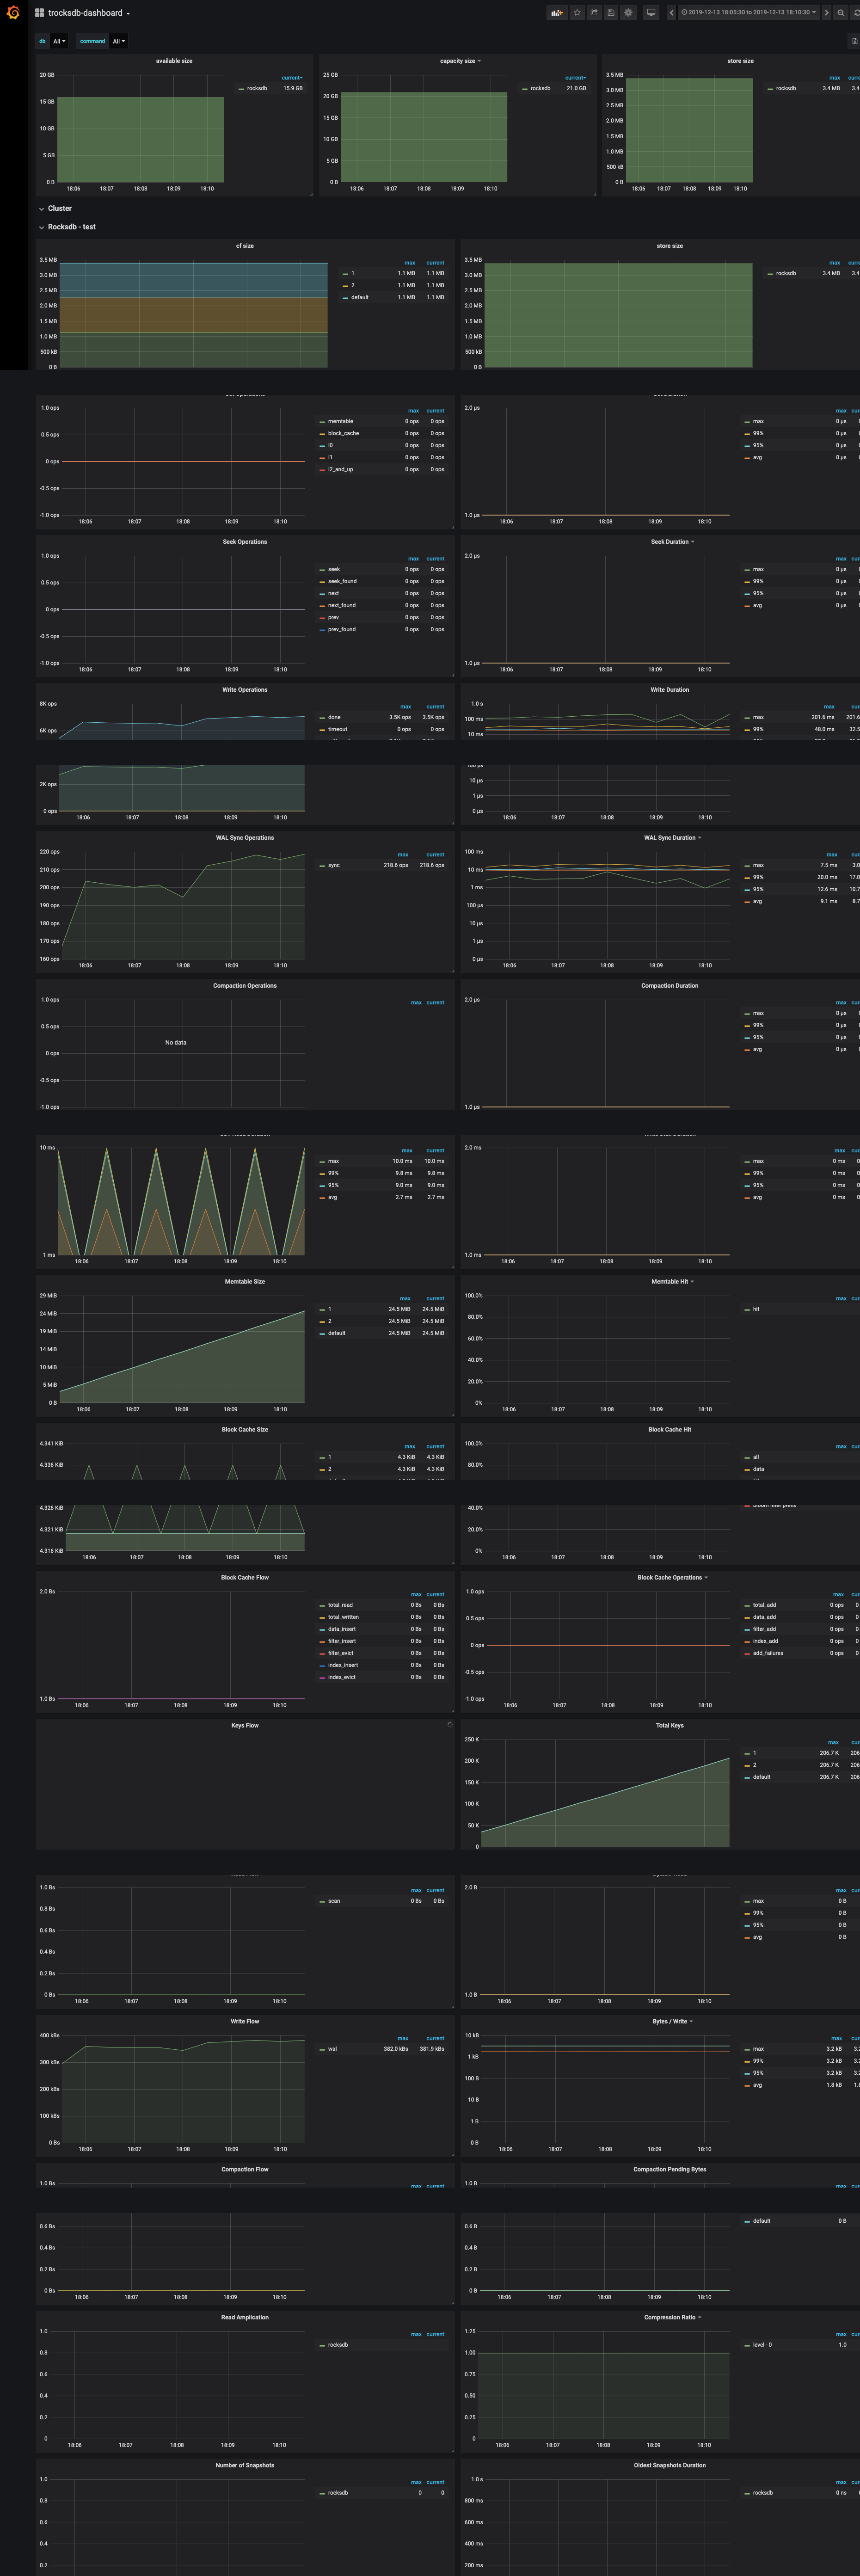 trocksdb-dashboard
2019-12-13 18:05:30 to 2019-12-13 18:10:30
db All command All
available size
20 GB
15 GB
10 GB
5 GB
0 B
18:06 18:07 18:08 18:09 18:10
current
rocksdb 15.9 GB
capacity size
25 GB
20 GB
15 GB
10 GB
5 GB
0 B
18:06 18:07 18:08 18:09 18:10
current
rocksdb 21.0 GB
store size
3.5 MB
3.0 MB
2.5 MB
2.0 MB
1.5 MB
1.0 MB
500 kB
0 B
18:06 18:07 18:08 18:09 18:10
max
rocksdb 3.4 MB
Cluster
Rocksdb - test
cf size
3.5 MB
3.0 MB
2.5 MB
2.0 MB
1.5 MB
1.0 MB
500 kB
0 B
max current
1 1.1 MB 1.1 MB
2 1.1 MB 1.1 MB
default 1.1 MB 1.1 MB
store size
3.5 MB
3.0 MB
2.5 MB
2.0 MB
1.5 MB
1.0 MB
500 kB
0 B
max
rocksdb 3.4 MB
1.0 ops
0.5 ops
0 ops
-0.5 ops
-1.0 ops
18:06 18:07 18:08 18:09 18:10
max current
memtable 0 ops 0 ops
block_cache 0 ops 0 ops
l0 0 ops 0 ops
l1 0 ops 0 ops
l2_and_up 0 ops 0 ops
2.0 µs
1.0 µs
18:06 18:07 18:08 18:09 18:10
max
max 0 µs
99% 0 µs
95% 0 µs
avg 0 µs
Seek Operations
1.0 ops
0.5 ops
0 ops
-0.5 ops
-1.0 ops
18:06 18:07 18:08 18:09 18:10
max current
seek 0 ops 0 ops
seek_found 0 ops 0 ops
next 0 ops 0 ops
next_found 0 ops 0 ops
prev 0 ops 0 ops
prev_found 0 ops 0 ops
Seek Duration
2.0 µs
1.0 µs
18:06 18:07 18:08 18:09 18:10
max
max 0 µs
99% 0 µs
95% 0 µs
avg 0 µs
Write Operations
8K ops
6K ops
max current
done 3.5K ops 3.5K ops
timeout 0 ops 0 ops
Write Duration
1.0 s
100 ms
10 ms
max
max 201.6 ms 201.6
99% 48.0 ms 32.5
2K ops
0 ops
18:06 18:07 18:08 18:09 18:10
10 µs
1 µs
0 µs
18:06 18:07 18:08 18:09 18:10
WAL Sync Operations
220 ops
210 ops
200 ops
190 ops
180 ops
170 ops
160 ops
18:06 18:07 18:08 18:09 18:10
max current
sync 218.6 ops 218.6 ops
WAL Sync Duration
100 ms
10 ms
1 ms
100 µs
10 µs
1 µs
0 µs
18:06 18:07 18:08 18:09 18:10
max
max 7.5 ms 3.0
99% 20.0 ms 17.0
95% 12.6 ms 10.7
avg 9.1 ms 8.7
Compaction Operations
1.0 ops
0.5 ops
No data
0 ops
-0.5 ops
-1.0 ops
max current
Compaction Duration
2.0 µs
1.0 µs
max
max 0 µs
99% 0 µs
95% 0 µs
avg 0 µs
10 ms
1 ms
18:06 18:07 18:08 18:09 18:10
max current
max 10.0 ms 10.0 ms
99% 9.8 ms 9.8 ms
95% 9.0 ms 9.0 ms
avg 2.7 ms 2.7 ms
2.0 ms
1.0 ms
18:06 18:07 18:08 18:09 18:10
max
max 0 ms
99% 0 ms
95% 0 ms
avg 0 ms
Memtable Size
29 MiB
24 MiB
19 MiB
14 MiB
10 MiB
5 MiB
0 B
18:06 18:07 18:08 18:09 18:10
max current
1 24.5 MiB 24.5 MiB
2 24.5 MiB 24.5 MiB
default 24.5 MiB 24.5 MiB
Memtable Hit
100.0%
80.0%
60.0%
40.0%
20.0%
0%
18:06 18:07 18:08 18:09 18:10
max
hit
Block Cache Size
4.341 KiB
4.336 KiB
max current
1 4.3 KiB 4.3 KiB
2 4.3 KiB 4.3 KiB
Block Cache Hit
100.0%
80.0%
max
all
data
4.326 KiB
4.321 KiB
4.316 KiB
18:06 18:07 18:08 18:09 18:10
40.0%
20.0%
0%
18:06 18:07 18:08 18:09 18:10
Block Cache Flow
2.0 Bs
1.0 Bs
18:06 18:07 18:08 18:09 18:10
max current
total_read 0 Bs 0 Bs
total_written 0 Bs 0 Bs
data_insert 0 Bs 0 Bs
filter_insert 0 Bs 0 Bs
filter_evict 0 Bs 0 Bs
index_insert 0 Bs 0 Bs
index_evict 0 Bs 0 Bs
Block Cache Operations
1.0 ops
0.5 ops
0 ops
-0.5 ops
-1.0 ops
18:06 18:07 18:08 18:09 18:10
max
total_add 0 ops
data_add 0 ops
filter_add 0 ops
index_add 0 ops
add_failures 0 ops
Keys Flow
Total Keys
250 K
200 K
150 K
100 K
50 K
0
18:06 18:07 18:08 18:09 18:10
max
1 206.7 K 206
2 206.7 K 206
default 206.7 K 206
1.0 Bs
0.8 Bs
0.6 Bs
0.4 Bs
0.2 Bs
0 Bs
18:06 18:07 18:08 18:09 18:10
max current
scan 0 Bs 0 Bs
2.0 B
1.0 B
18:06 18:07 18:08 18:09 18:10
max
max 0 B
99% 0 B
95% 0 B
avg 0 B
Write Flow
400 kBs
300 kBs
200 kBs
100 kBs
0 Bs
18:06 18:07 18:08 18:09 18:10
max current
wal 382.0 kBs 381.9 kBs
Bytes / Write
10 kB
1 kB
100 B
10 B
1 B
0 B
18:06 18:07 18:08 18:09 18:10
max
max 3.2 kB
99% 3.2 kB
95% 3.2 kB
avg 1.8 kB
Compaction Flow
1.0 Bs
max current
Compaction Pending Bytes
1.0 B
max
0.6 Bs
0.4 Bs
0.2 Bs
0 Bs
18:06 18:07 18:08 18:09 18:10
0.6 B
0.4 B
0.2 B
0 B
18:06 18:07 18:08 18:09 18:10
default 0 B
Read Amplication
1.0
0.8
0.6
0.4
0.2
0
18:06 18:07 18:08 18:09 18:10
max current
rocksdb
Compression Ratio
1.25
1.00
0.75
0.50
0.25
0
18:06 18:07 18:08 18:09 18:10
max
level - 0 1.0
Number of Snapshots
1.0
0.8
0.6
0.4
0.2
max current
rocksdb 0 0
Oldest Snapshots Duration
1.0 s
800 ms
600 ms
400 ms
200 ms
max
rocksdb 0 ns